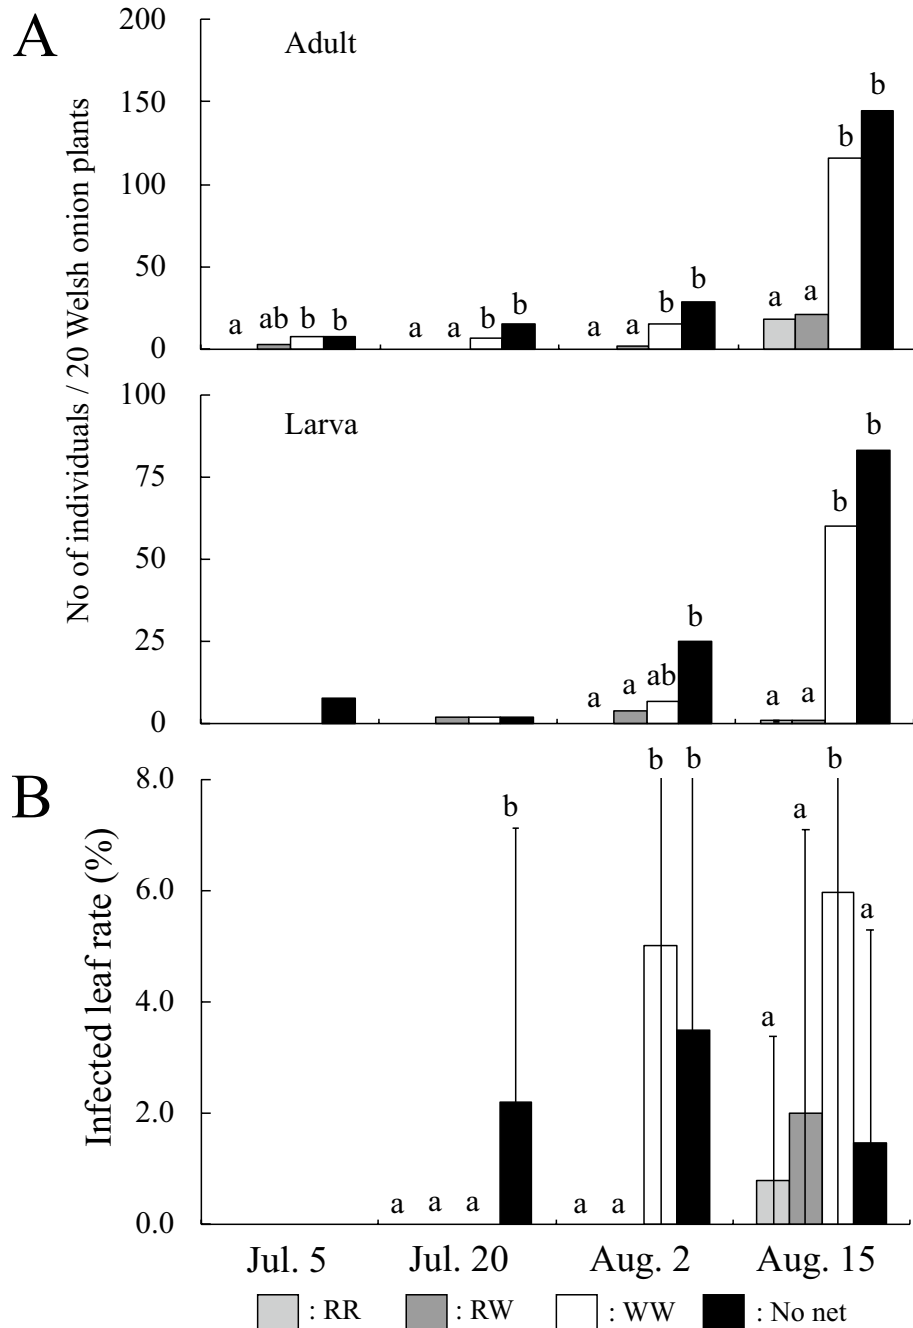 A
Adult
No of individuals / 20 Welsh onion plants
200
150
100
50
0
a ab b b
a a b b
a a b b
a a b b
Larva
100
75
50
25
0
a a ab b
a a b b
B
Infected leaf rate (%)
8.0
6.0
4.0
2.0
0.0
a a a b
a a b b
a a b a
Jul. 5 Jul. 20 Aug. 2 Aug. 15
: RR : RW : WW : No net